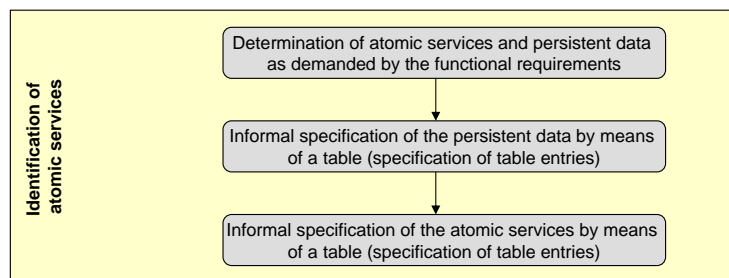 Identification of
atomic services
Determination of atomic services and persistent data
as demanded by the functional requirements
Informal specification of the persistent data by means
of a table (specification of table entries)
Informal specification of the atomic services by means
of a table (specification of table entries)